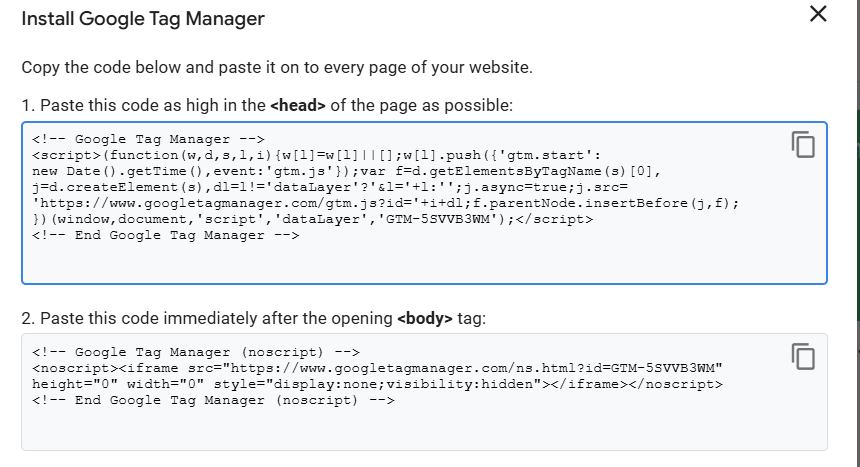 Install Google Tag Manager
Copy the code below and paste it on to every page of your website.
1. Paste this code as high in the <head> of the page as possible:
<!-- Google Tag Manager -->
<script>(function(w,d,s,l,i){w[l]=w[l]||[];w[l].push({'gtm.start':
new Date().getTime(),event:'gtm.js'});var f=d.getElementsByTagName(s)[0],
j=d.createElement(s),dl=l!='dataLayer'?'&l='+l:'';j.async=true;j.src=
'https://www.googletagmanager.com/gtm.js?id='+i+dl;f.parentNode.insertBefore(j,f);
})(window,document,'script','dataLayer','GTM-5SVVB3WM');</script>
<!-- End Google Tag Manager -->
2. Paste this code immediately after the opening <body> tag:
<!-- Google Tag Manager (noscript) -->
<noscript><iframe src="https://www.googletagmanager.com/ns.html?id=GTM-5SVVB3WM"
height="0" width="0" style="display:none;visibility:hidden"></iframe></noscript>
<!-- End Google Tag Manager (noscript) -->